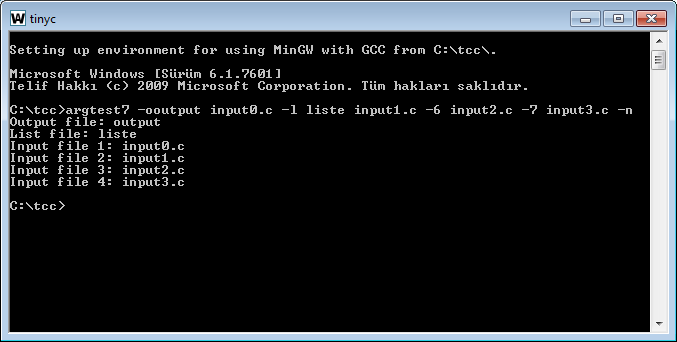 tinyc
Setting up environment for using MinGW with GCC from C:\tcc\.
Microsoft Windows [Sürüm 6.1.7601]
Telif Hakkı (c) 2009 Microsoft Corporation. Tüm hakları saklıdır.
C:\tcc>argtest7 -ooutput input0.c -l liste input1.c -6 input2.c -7 input3.c -n
Output file: output
List file: liste
Input file 1: input0.c
Input file 2: input1.c
Input file 3: input2.c
Input file 4: input3.c
C:\tcc>